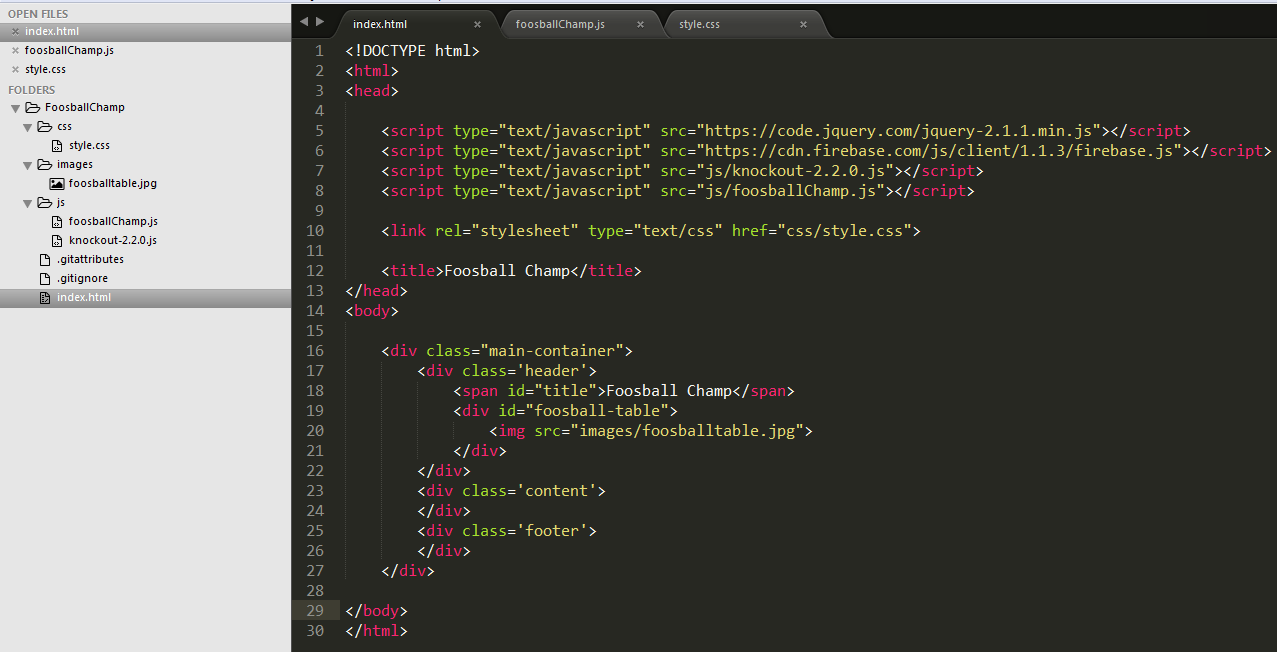 OPEN FILES
index.html
foosballChamp.js
style.css
FOLDERS
FoosballChamp
css
style.css
images
foosballtable.jpg
js
foosballChamp.js
knockout-2.2.0.js
.gitattributes
.gitignore
index.html
index.html foosballChamp.js style.css
1 <!DOCTYPE html>
2 <html>
3 <head>
4
5 <script type="text/javascript" src="https://code.jquery.com/jquery-2.1.1.min.js"></script>
6 <script type="text/javascript" src="https://cdn.firebase.com/js/client/1.1.3/firebase.js"></script>
7 <script type="text/javascript" src="js/knockout-2.2.0.js"></script>
8 <script type="text/javascript" src="js/foosballChamp.js"></script>
9
10 <link rel="stylesheet" type="text/css" href="css/style.css">
11
12 <title>Foosball Champ</title>
13 </head>
14 <body>
15
16 <div class="main-container">
17 <div class='header'>
18 <span id="title">Foosball Champ</span>
19 <div id="foosball-table">
20 <img src="images/foosballtable.jpg">
21 </div>
22 </div>
23 <div class='content'>
24 </div>
25 <div class='footer'>
26 </div>
27 </div>
28
29 </body>
30 </html>